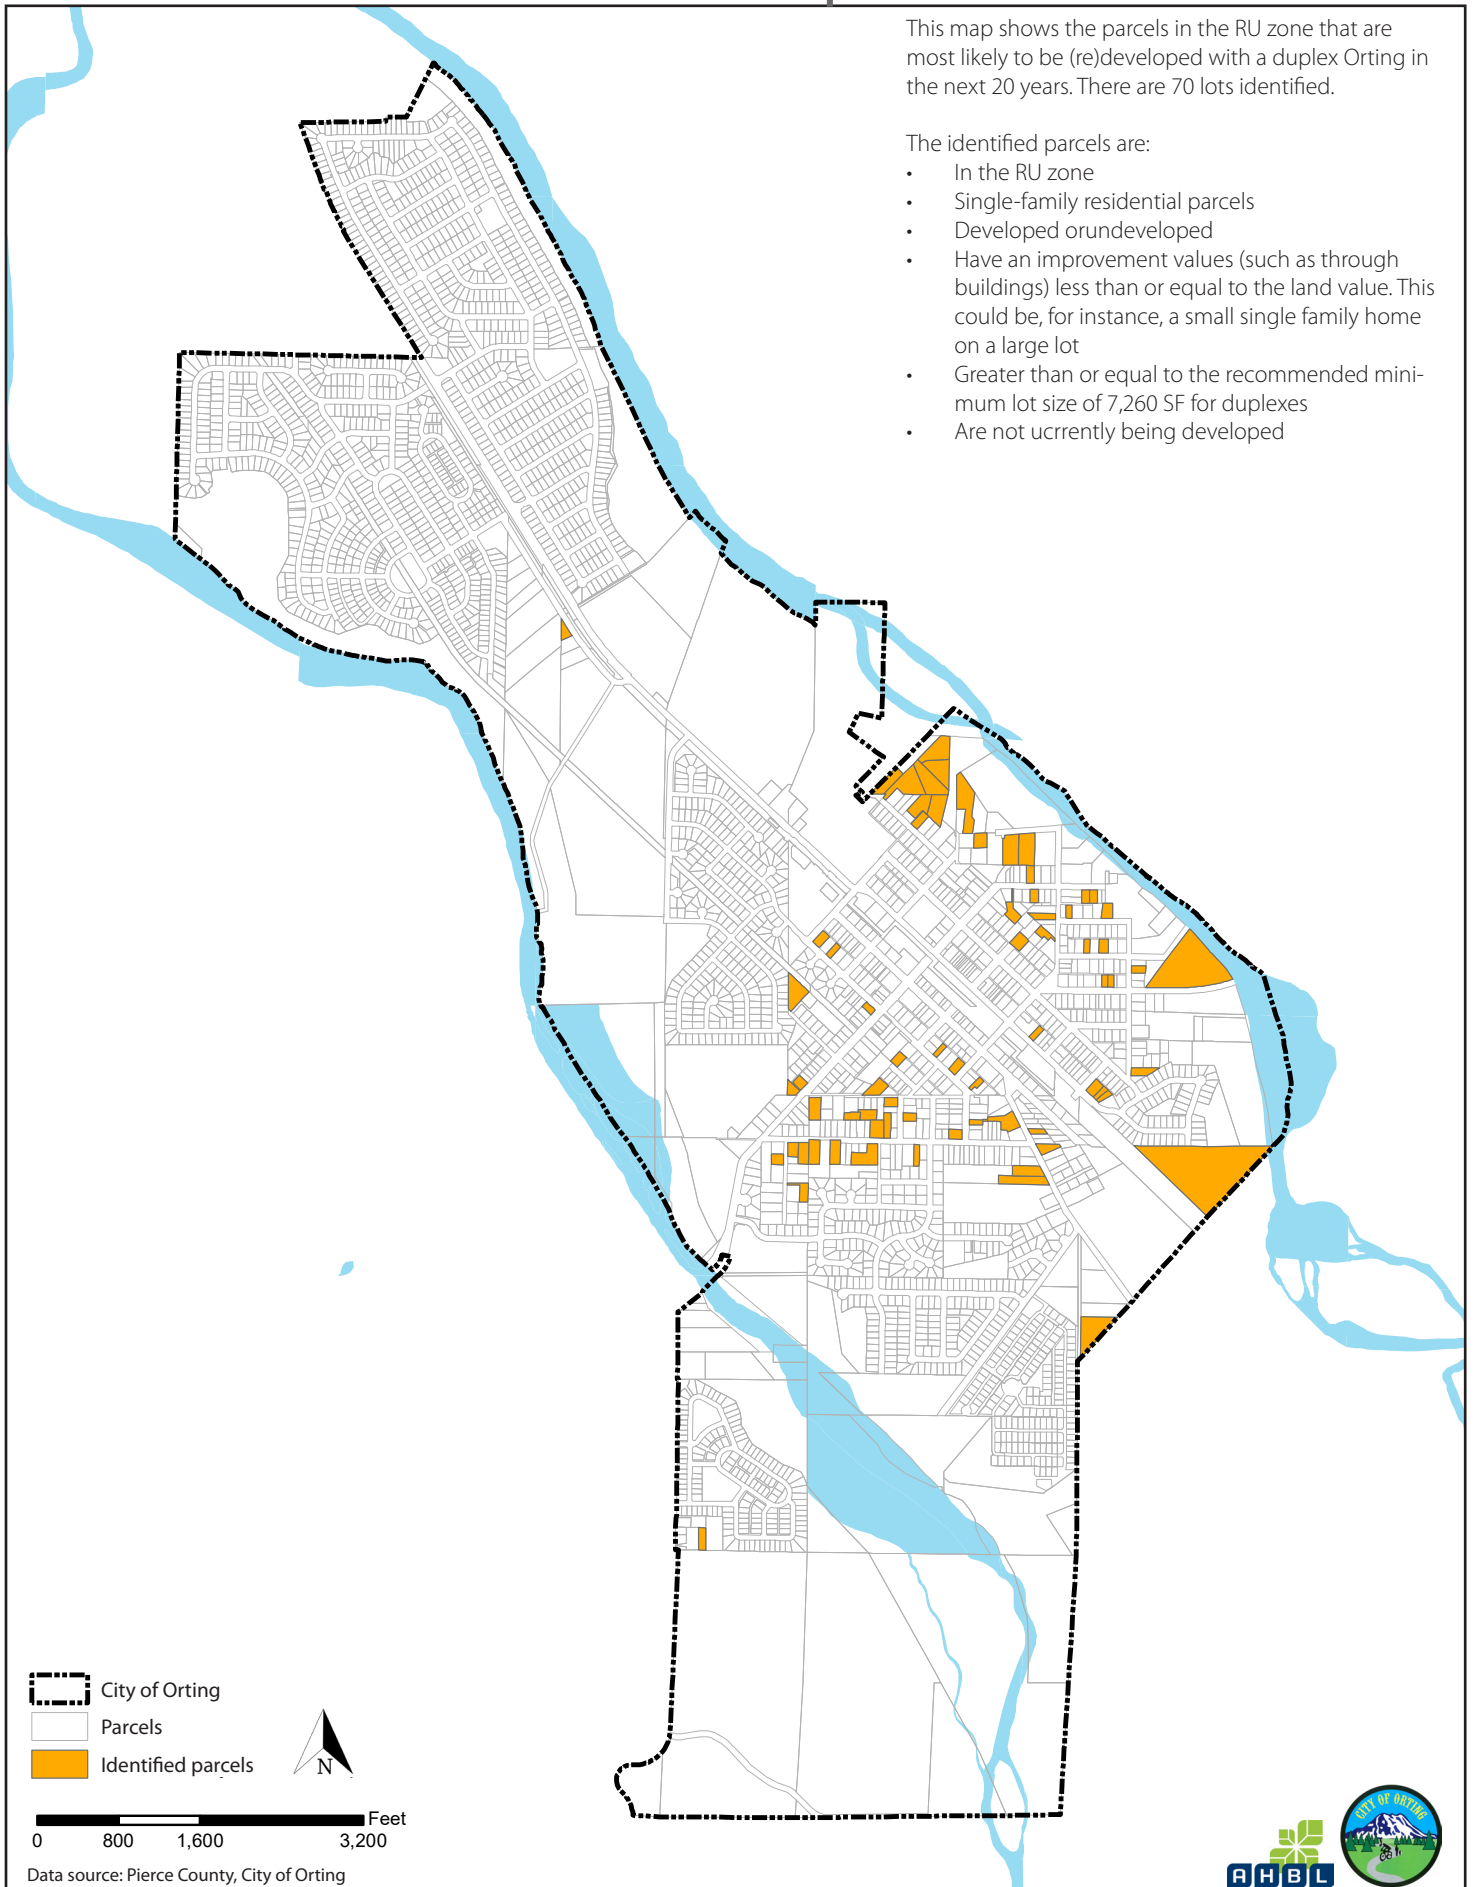 This map shows the parcels in the RU zone that are
most likely to be (re)developed with a duplex Orting in
the next 20 years. There are 70 lots identified.
The identified parcels are:
• In the RU zone
• Single-family residential parcels
• Developed orundeveloped
• Have an improvement values (such as through
buildings) less than or equal to the land value. This
could be, for instance, a small single family home
on a large lot
• Greater than or equal to the recommended mini-
mum lot size of 7,260 SF for duplexes
• Are not ucrrently being developed
City of Orting
Parcels
Identified parcels
N
Feet
0 800 1,600 3,200
Data source: Pierce County, City of Orting
AHBL
CITY OF ORTING